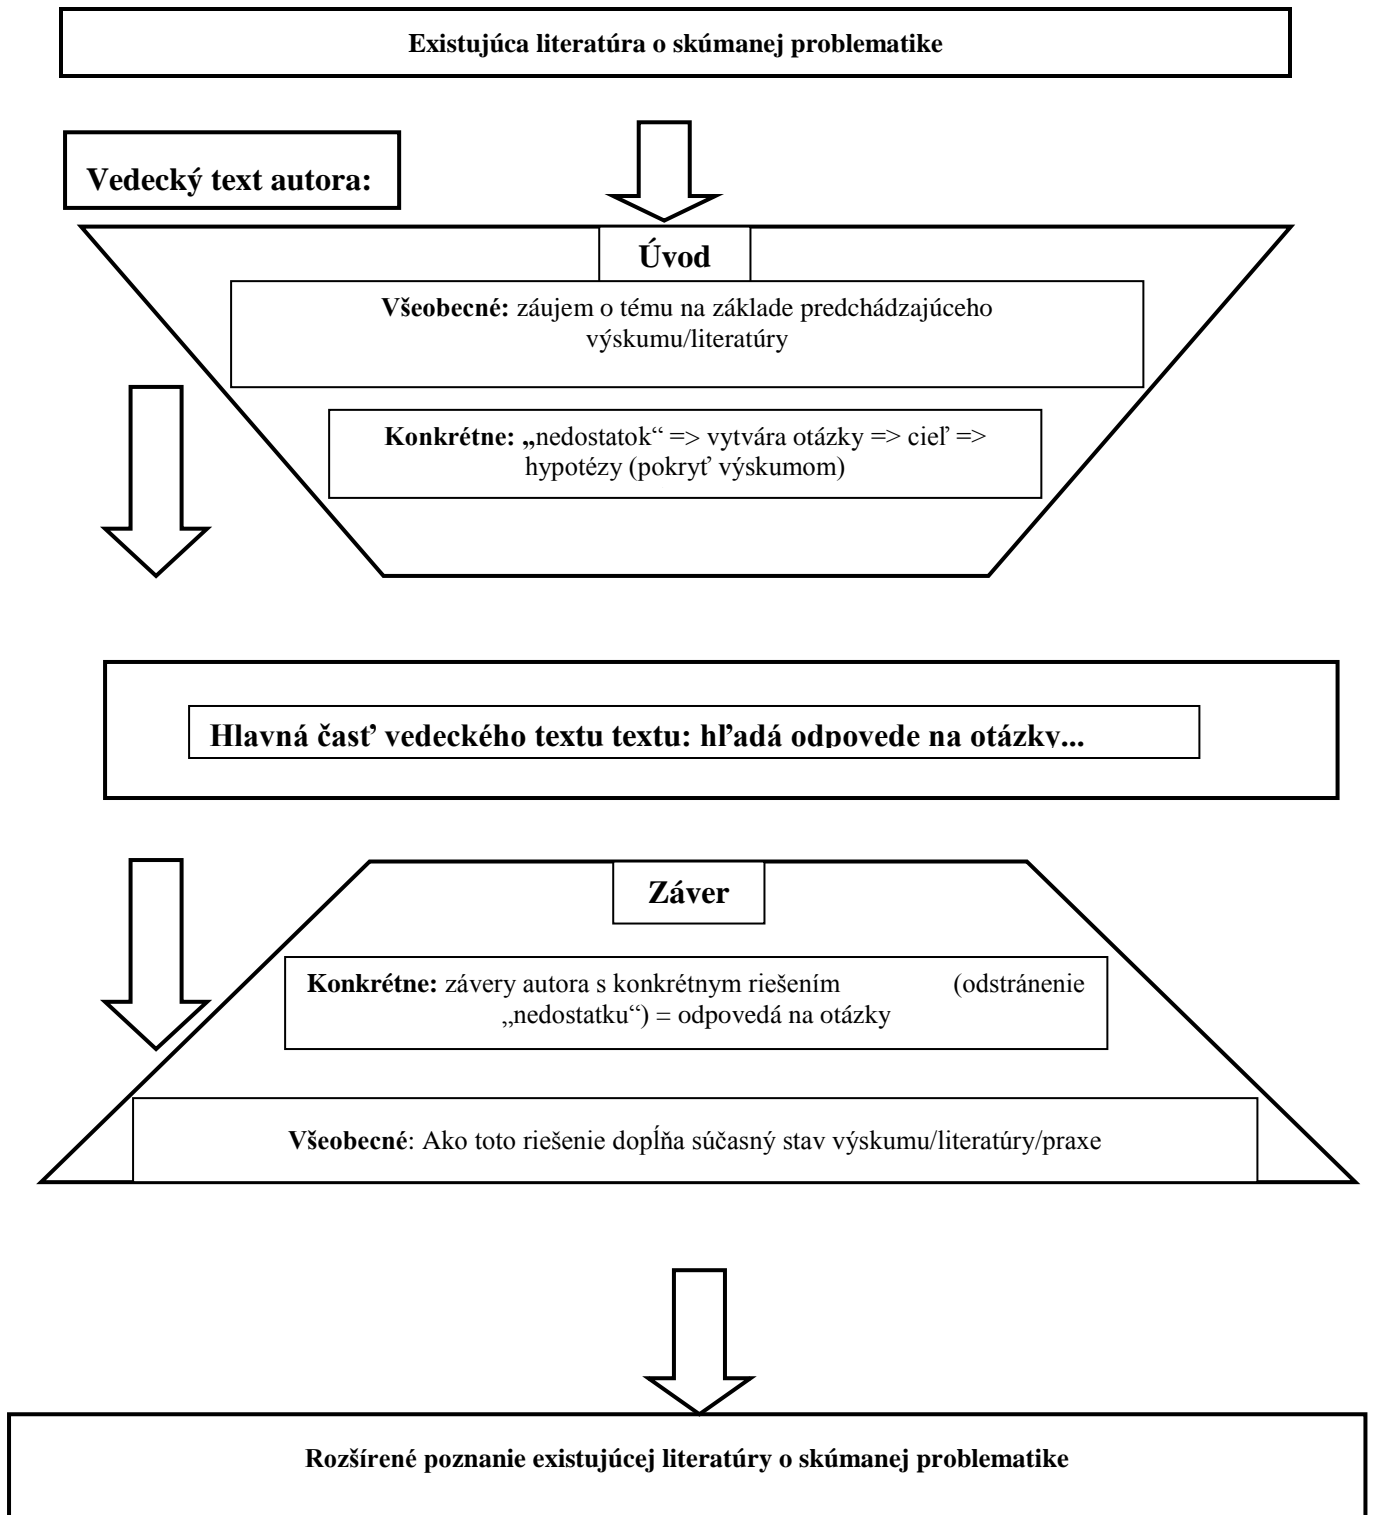 Existujúca literatúra o skúmanej problematike
Vedecký text autora:
Úvod
Všeobecné: záujem o tému na základe predchádzajúceho
výskumu/literatúry
Konkrétne: „nedostatok“ => vytvára otázky => cieľ =>
hypotézy (pokryť výskumom)
Hlavná časť vedeckého textu textu: hľadá odpovede na otázky...
Záver
Konkrétne: závery autora s konkrétnym riešením (odstránenie
„nedostatku“) = odpovedá na otázky
Všeobecné: Ako toto riešenie dopĺňa súčasný stav výskumu/literatúry/praxe
Rozšírené poznanie existujúcej literatúry o skúmanej problematike